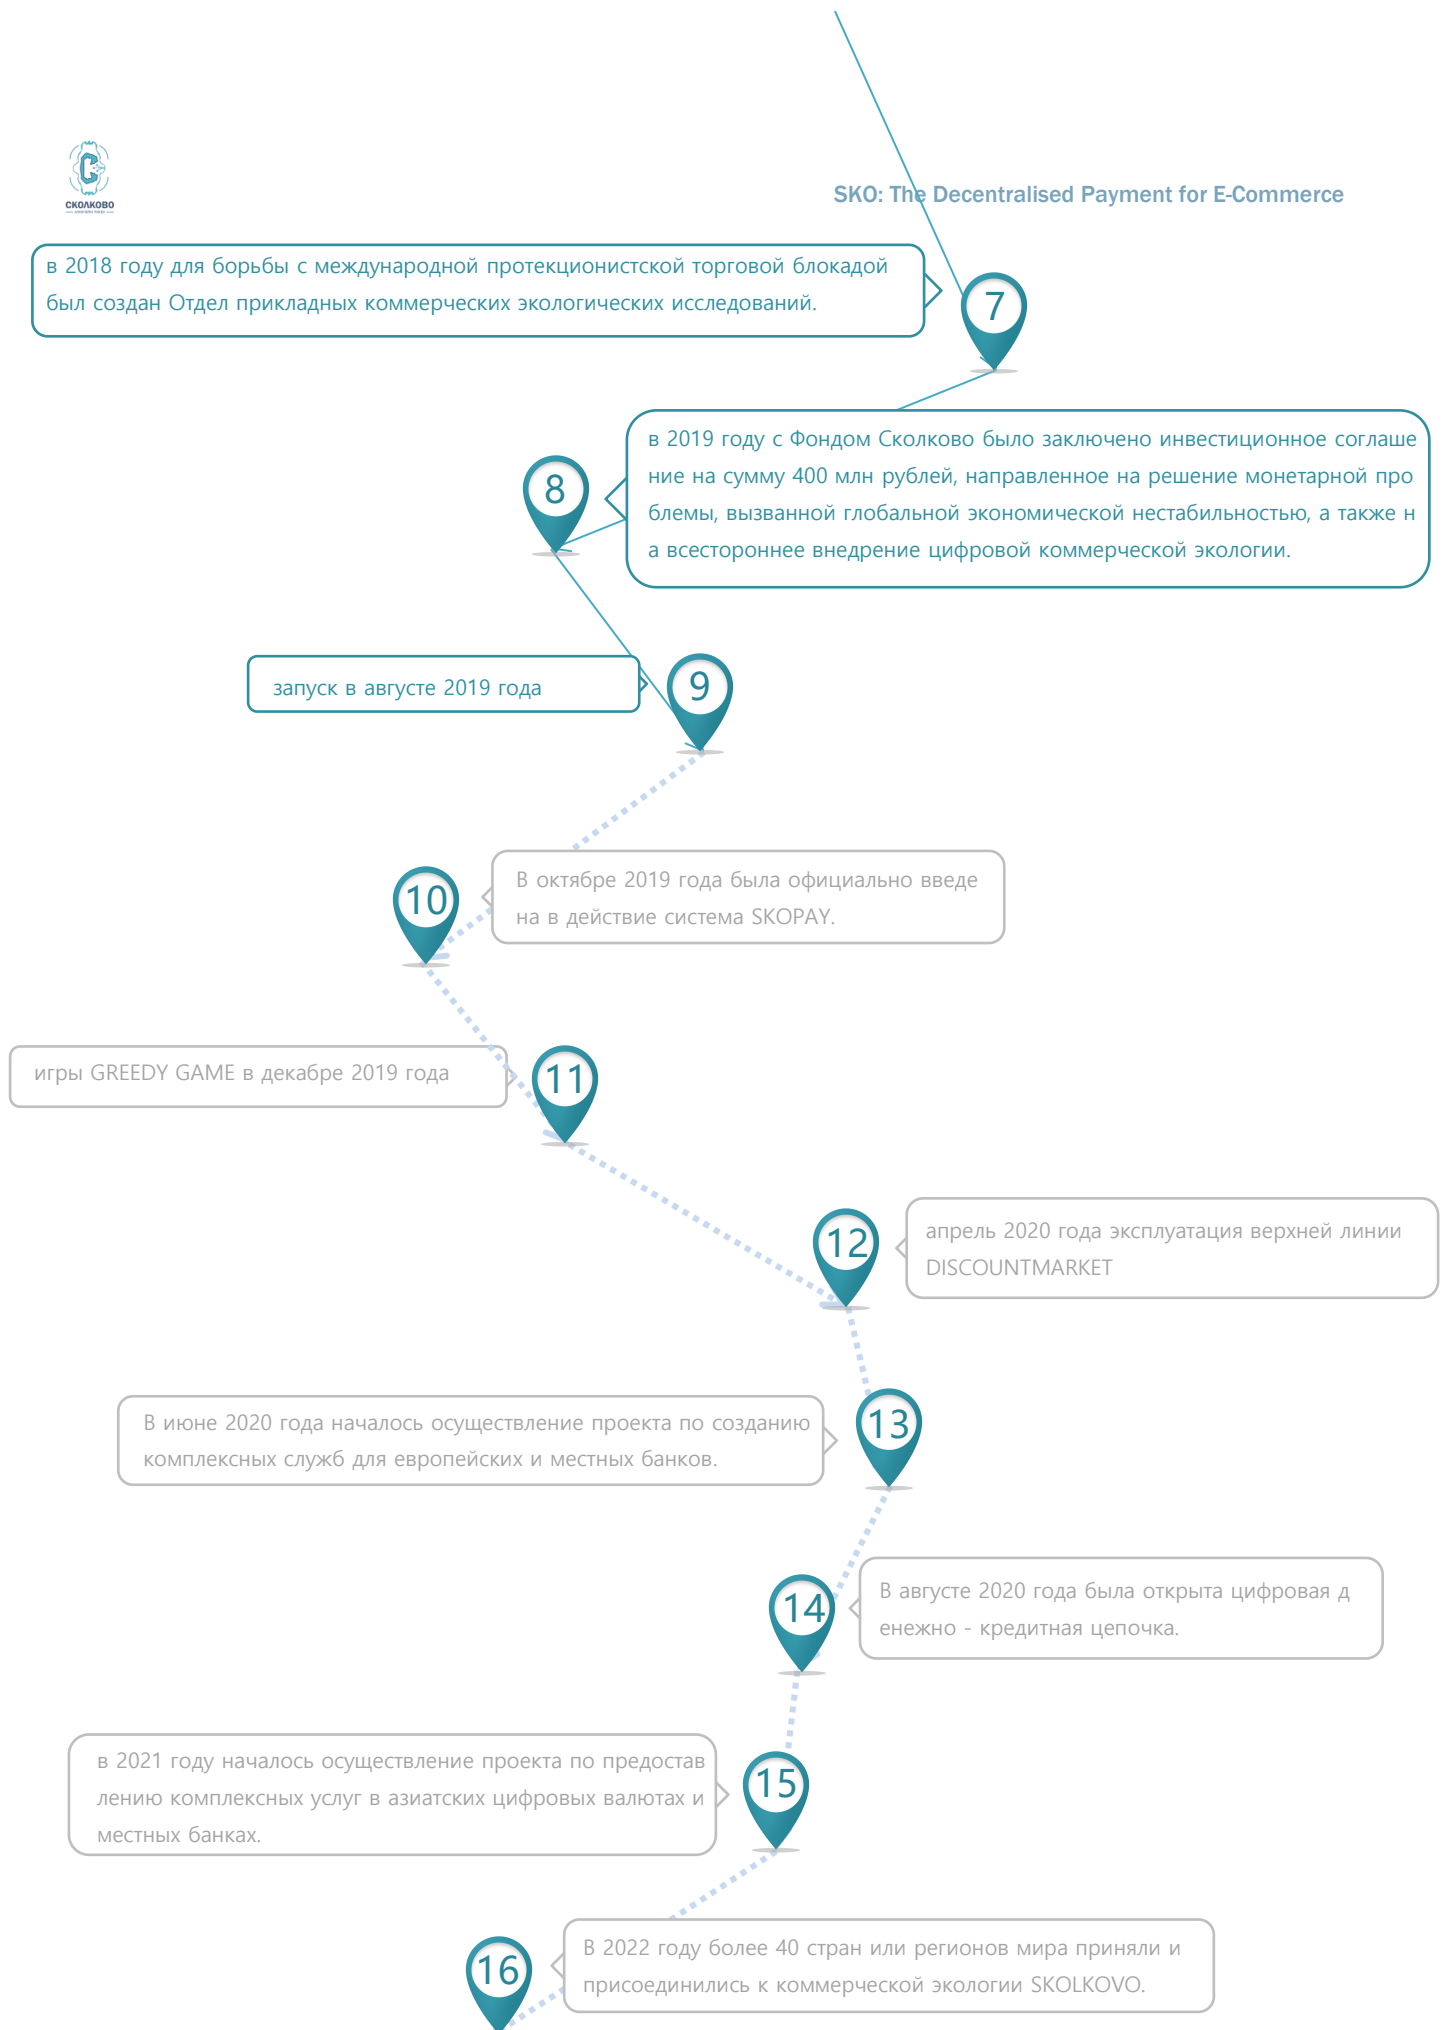 СКОЛКОВО
SKO: The Decentralised Payment for E-Commerce
в 2018 году для борьбы с международной протекционистской торговой блокадой
был создан Отдел прикладных коммерческих экологических исследований.
7
в 2019 году с Фондом Сколково было заключено инвестиционное соглаше
ние на сумму 400 млн рублей, направленное на решение монетарной про
блемы, вызванной глобальной экономической нестабильностью, а также н
а всестороннее внедрение цифровой коммерческой экологии.
8
запуск в августе 2019 года
9
В октябре 2019 года была официально введе
на в действие система SKOPAY.
10
игры GREEDY GAME в декабре 2019 года
11
апрель 2020 года эксплуатация верхней линии
DISCOUNTMARKET
12
В июне 2020 года началось осуществление проекта по созданию
комплексных служб для европейских и местных банков.
13
В августе 2020 года была открыта цифровая д
енежно - кредитная цепочка.
14
в 2021 году началось осуществление проекта по предостав
лению комплексных услуг в азиатских цифровых валютах и
местных банках.
15
В 2022 году более 40 стран или регионов мира приняли и
присоединились к коммерческой экологии SKOLKOVO.
16